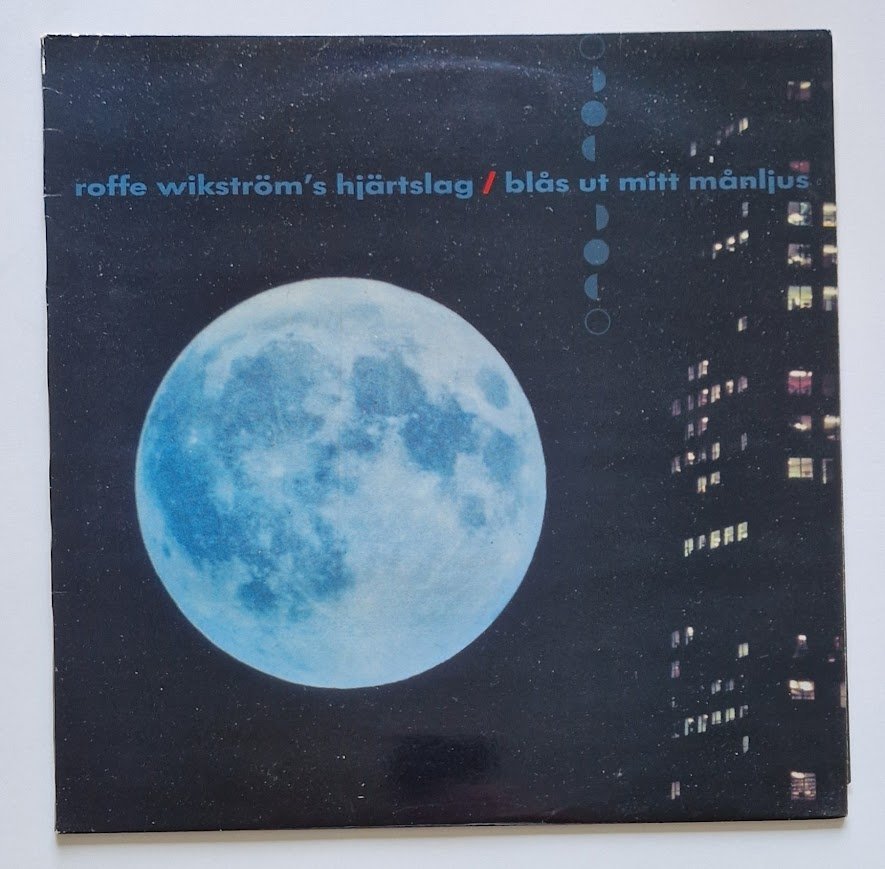 roffe wikström's hjärtslag / blås ut mitt månljus